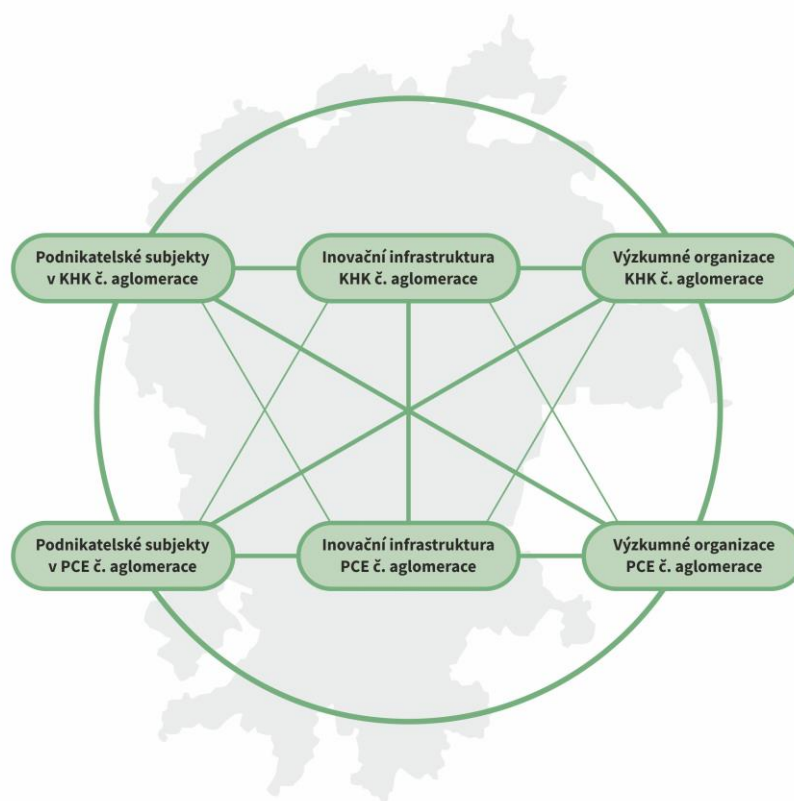 Podnikatelské subjekty
v KHK č. aglomerace
Inovační infrastruktura
KHK č. aglomerace
Výzkumné organizace
KHK č. aglomerace
Podnikatelské subjekty
v PCE č. aglomerace
Inovační infrastruktura
PCE č. aglomerace
Výzkumné organizace
PCE č. aglomerace